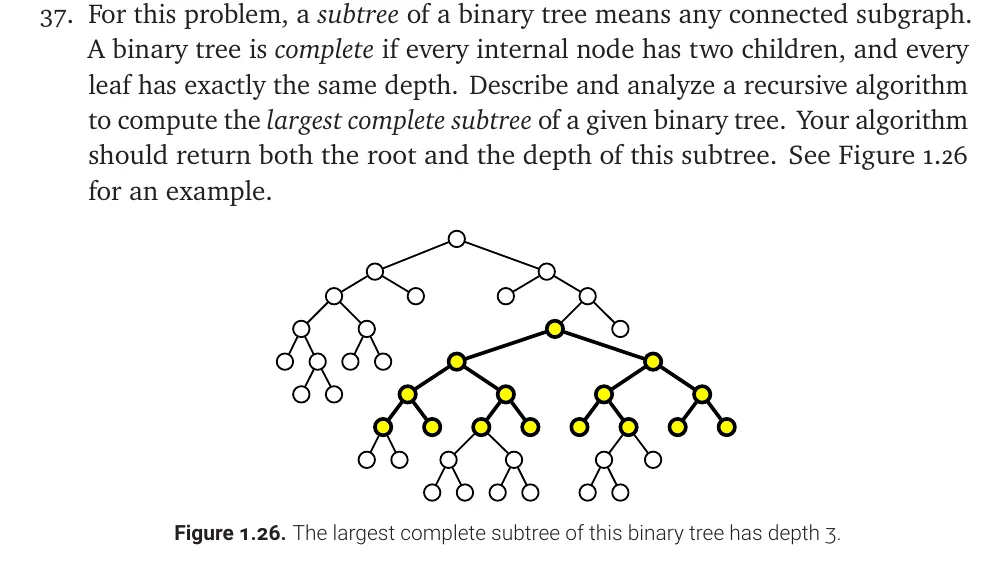 37. For this problem, a subtree of a binary tree means any connected subgraph.
A binary tree is complete if every internal node has two children, and every
leaf has exactly the same depth. Describe and analyze a recursive algorithm
to compute the largest complete subtree of a given binary tree. Your algorithm
should return both the root and the depth of this subtree. See Figure 1.26
for an example.
Figure 1.26. The largest complete subtree of this binary tree has depth 3.